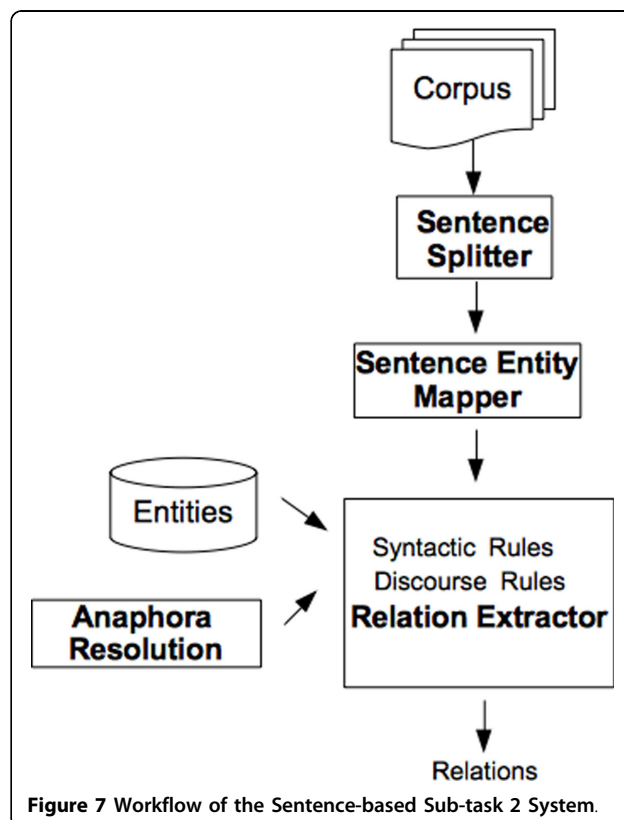 Corpus
Sentence
Splitter
Sentence Entity
Mapper
Entities
Anaphora
Resolution
Syntactic Rules
Discourse Rules
Relation Extractor
Relations
Figure 7 Workflow of the Sentence-based Sub-task 2 System.